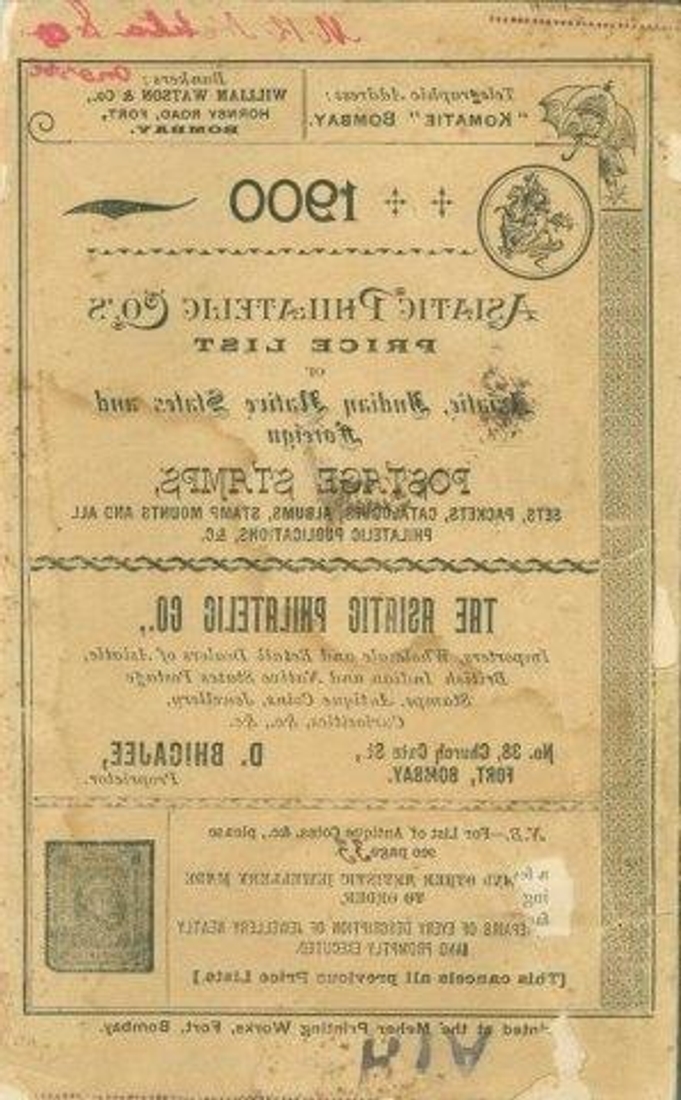 Telegraphic Address:
"KOMATIE" BOMBAY.
Bankers:
WILLIAM WATSON & Co.,
HORNBY ROAD, FORT,
BOMBAY.
1900
ASIATIC PHILATELIC CO.'S
PRICE LIST
OF
Asiatic, Indian Native States and
Foreign
POSTAGE STAMPS,
SETS, PACKETS, CATALOGUES, ALBUMS, STAMP MOUNTS AND ALL
PHILATELIC PUBLICATIONS, &C.
THE ASIATIC PHILATELIC CO.,
Importers, Wholesale and Retail Dealers of Asiatic,
British Indian and Native States Postage
Stamps, Antique Coins, Jewellery,
Curiosities, &c., &c.
No. 38, Church Gate St.,
FORT, BOMBAY.
D. BHICAJEE,
Proprietor.
N.B.—For List of Antique Coins, &c., please
see page 33
AND OTHER ARTISTIC JEWELLERY MADE
TO ORDER.
REPAIRS OF EVERY DESCRIPTION OF JEWELLERY NEATLY
AND PROMPTLY EXECUTED.
[This cancels all previous Price Lists.]
Printed at the Meher Printing Works, Fort, Bombay.